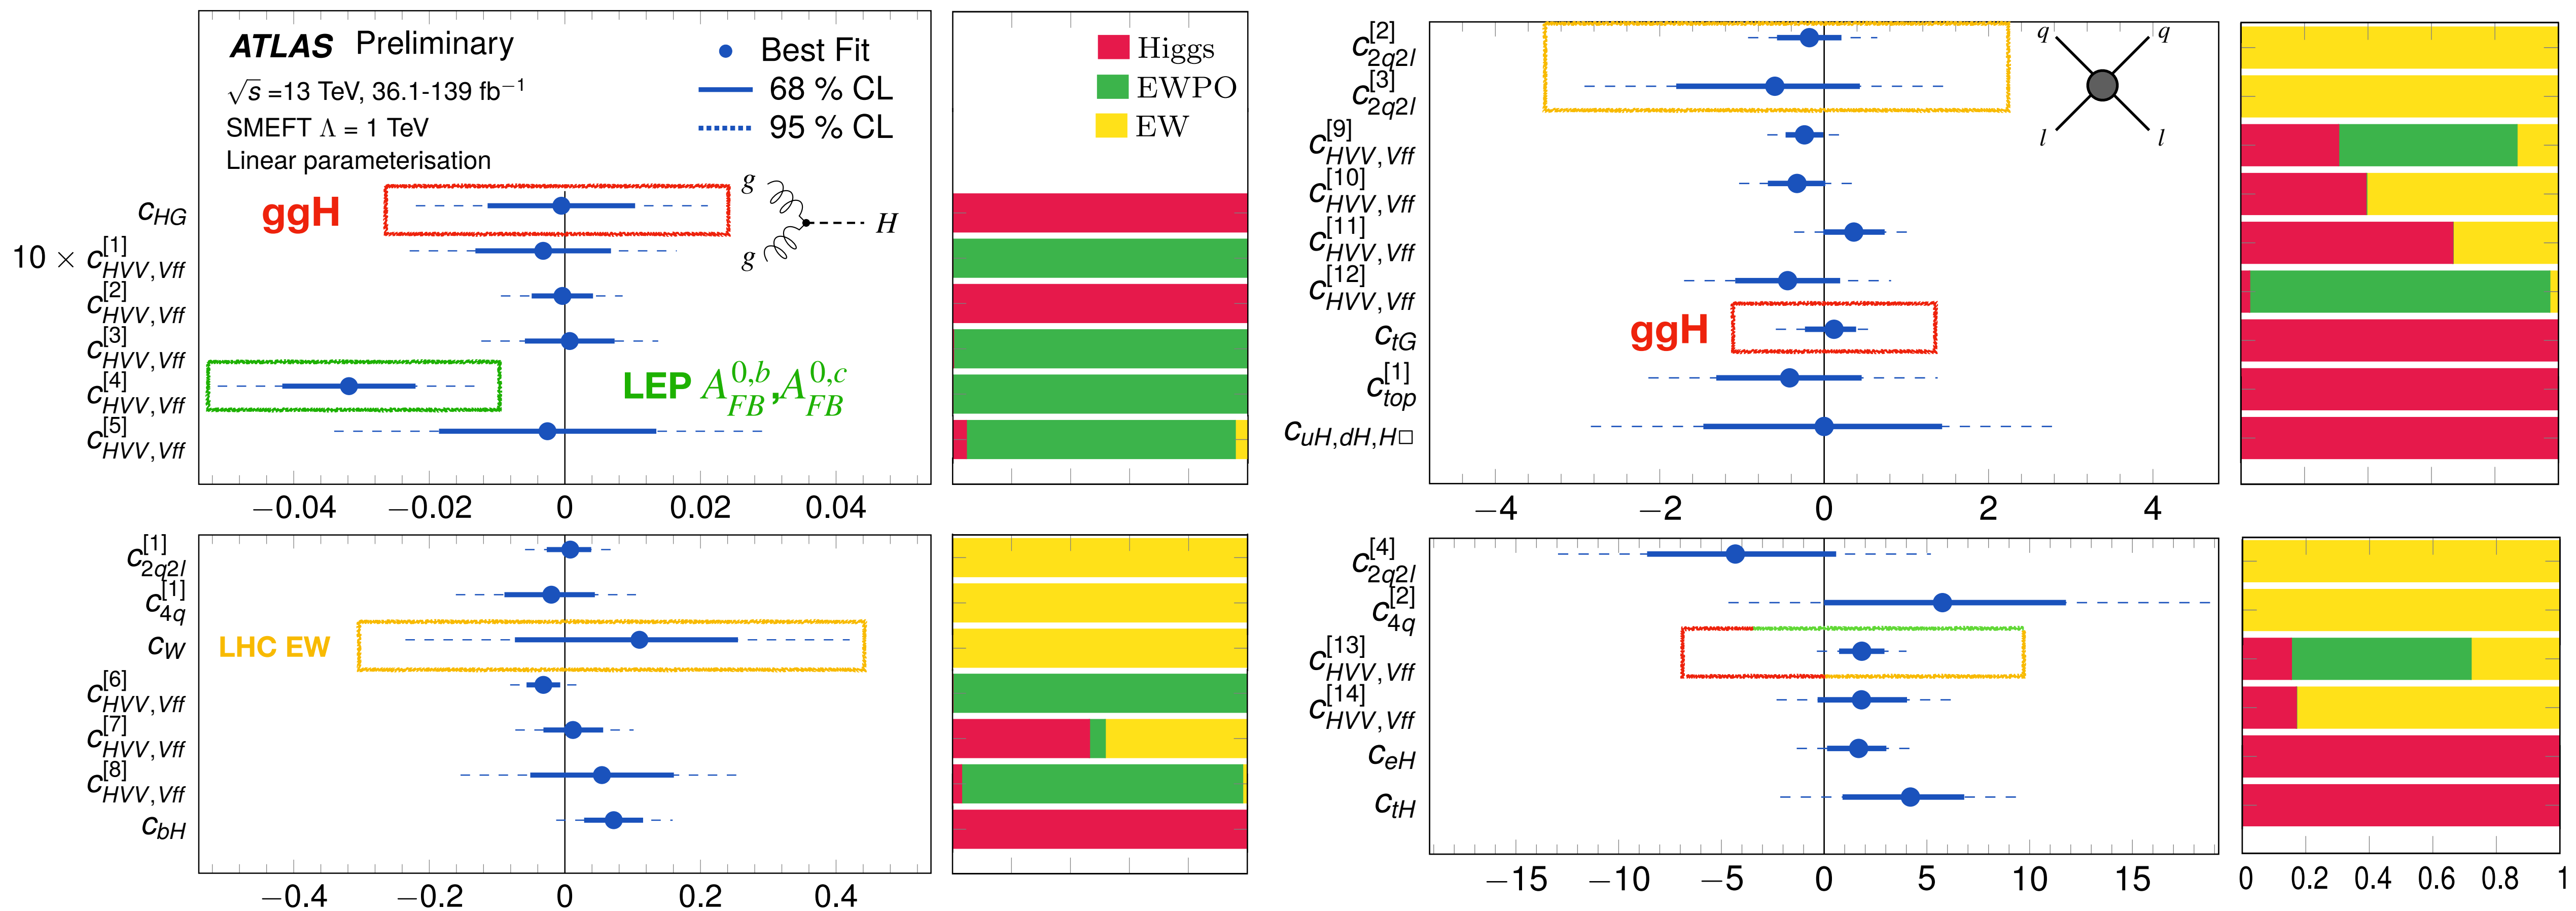 ATLAS Preliminary
√s =13 TeV, 36.1-139 fb⁻¹
SMEFT Λ = 1 TeV
Linear parameterisation
Best Fit
68 % CL
95 % CL
Higgs
EWPO
EW
ggH
g
g
H
c_HG
10 × c^[1]_HVV,Vff
c^[2]_HVV,Vff
c^[3]_HVV,Vff
c^[4]_HVV,Vff
c^[5]_HVV,Vff
LEP A^0,b_FB, A^0,c_FB
−0.04 −0.02 0 0.02 0.04
c^[1]_2q2l
c^[1]_4q
c_W
LHC EW
c^[6]_HVV,Vff
c^[7]_HVV,Vff
c^[8]_HVV,Vff
c_bH
−0.4 −0.2 0 0.2 0.4
c^[2]_2q2l
c^[3]_2q2l
c^[9]_HVV,Vff
c^[10]_HVV,Vff
c^[11]_HVV,Vff
c^[12]_HVV,Vff
c_tG
ggH
c^[1]_top
c_uH,dH,H□
q q
l l
−4 −2 0 2 4
c^[4]_2q2l
c^[2]_4q
c^[13]_HVV,Vff
c^[14]_HVV,Vff
c_eH
c_tH
−15 −10 −5 0 5 10 15
0 0.2 0.4 0.6 0.8 1